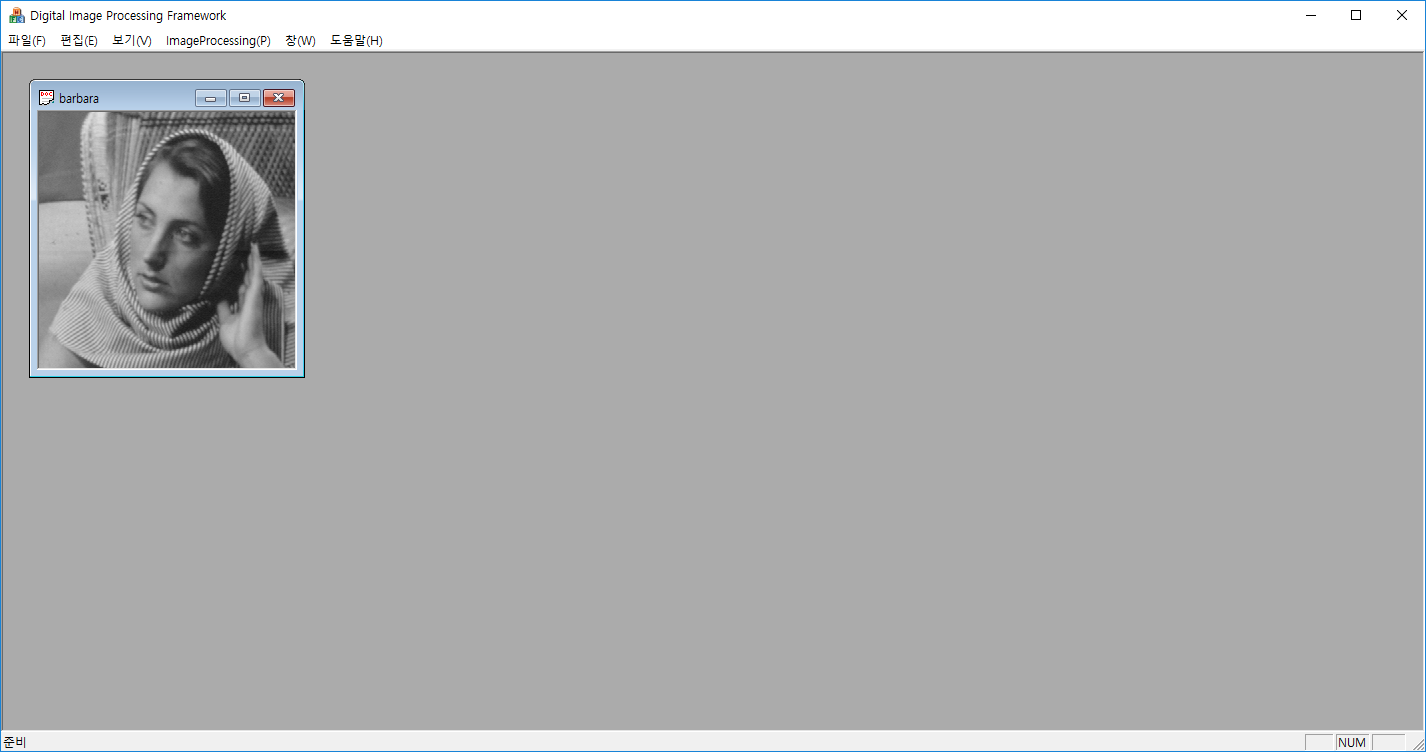 Digital Image Processing Framework
파일(F) 편집(E) 보기(V) ImageProcessing(P) 창(W) 도움말(H)
DOC barbara
준비 NUM